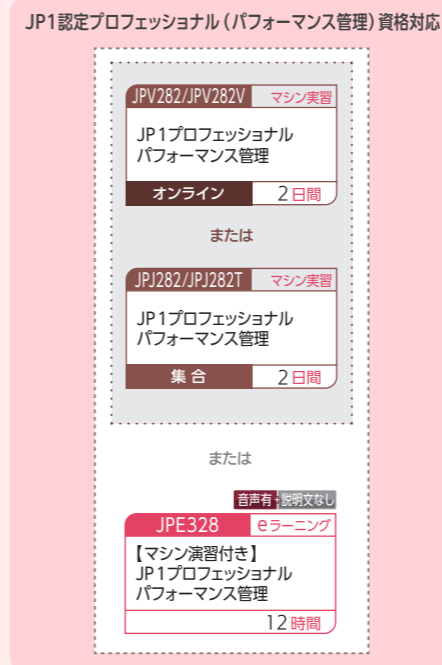 JP1認定プロフェッショナル（パフォーマンス管理）資格対応
JPV282/JPV282V マシン実習
JP1プロフェッショナル
パフォーマンス管理
オンライン 2日間
または
JPJ282/JPJ282T マシン実習
JP1プロフェッショナル
パフォーマンス管理
集合 2日間
または
音声有・説明文なし
JPE328 eラーニング
【マシン演習付き】
JP1プロフェッショナル
パフォーマンス管理
12時間